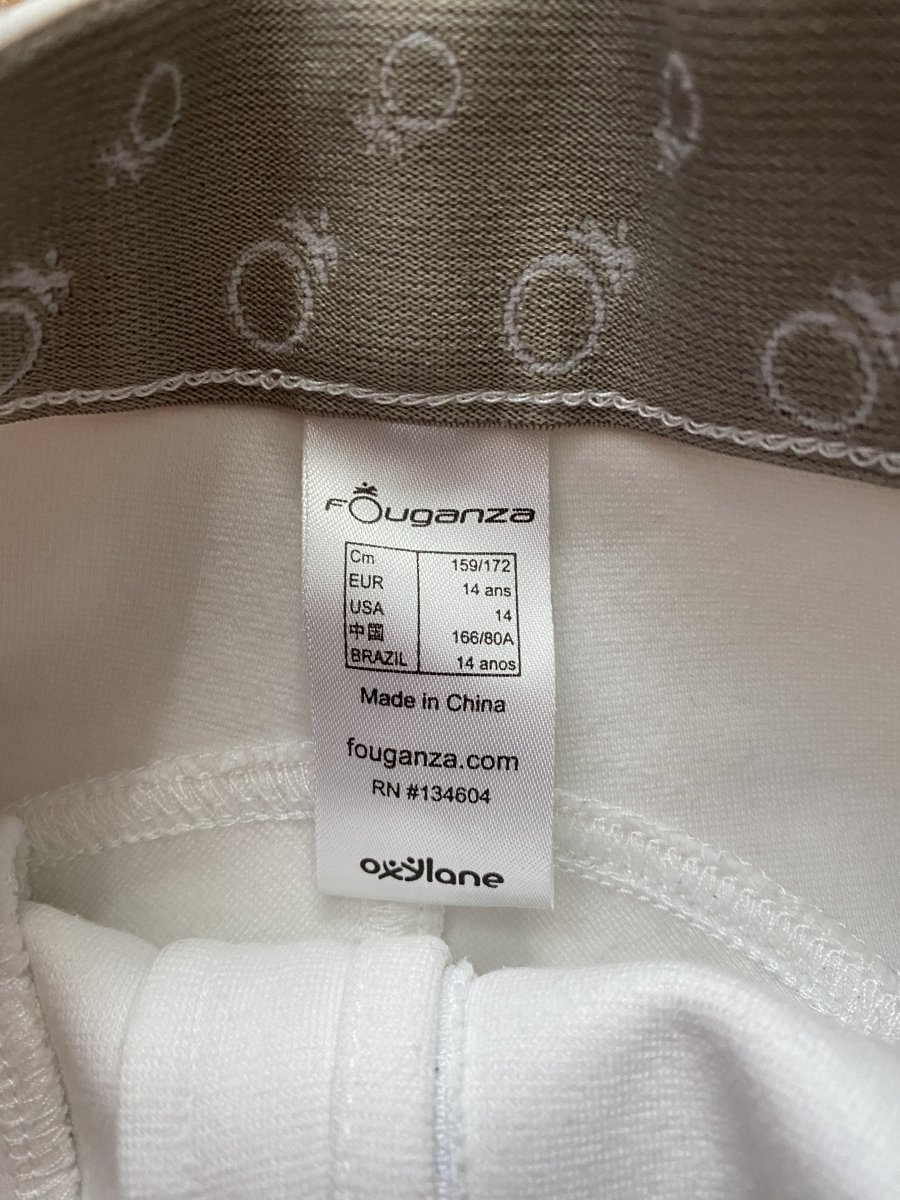 Fouganza
Cm 159/172
EUR 14 ans
USA 14
中国 166/80A
BRAZIL 14 anos
Made in China
fouganza.com
RN #134604
oxylane